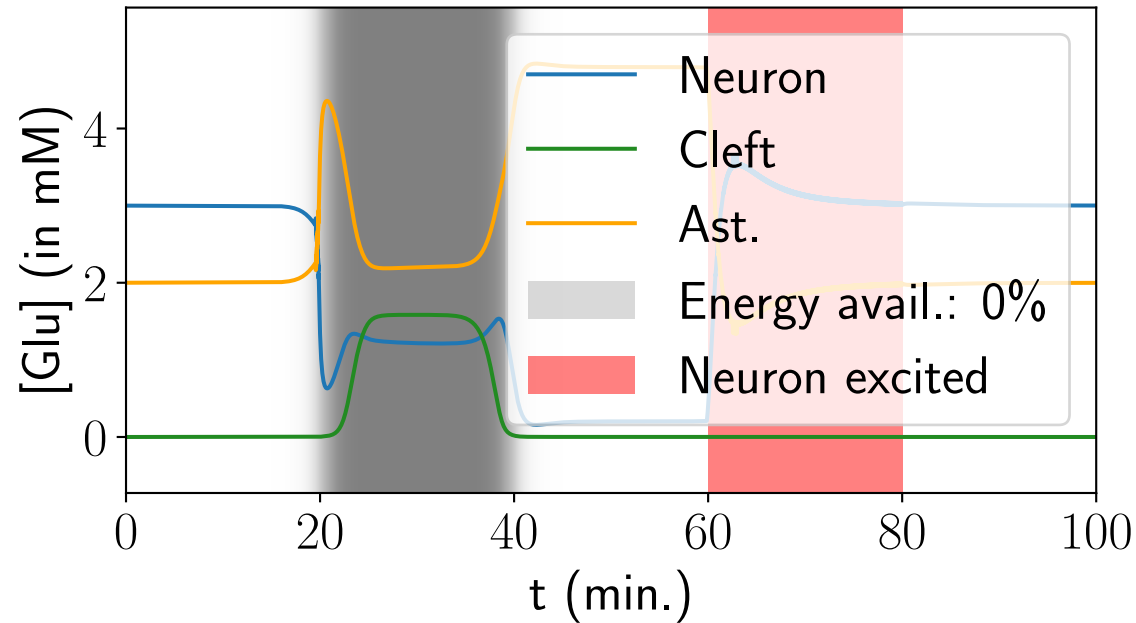 [Glu] (in mM)
4
2
0
Neuron
Cleft
Ast.
Energy avail.: 0%
Neuron excited
0 20 40 60 80 100
t (min.)